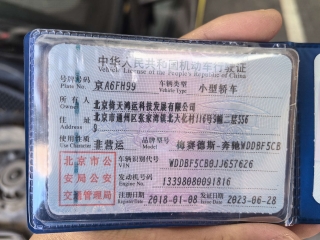 中华人民共和国机动车行驶证
Vehicle License of the People's Republic of China
号牌号码 京A6FH99 车辆类型 小型轿车
Plate No. Vehicle Type
所有人 北京倚天鸿运科技发展有限公司
Owner
住址 北京市通州区张家湾镇北大化村116号3幢二层556
Address 9
使用性质 非营运 品牌型号 梅赛德斯-奔驰WDDBF5CB
Model
北京市公安局公安交通管理局
车辆识别代号 WDDBF5CB0JJ657626
VIN
发动机号码 13398080091816
Engine No.
注册日期 2018-01-08 发证日期 2023-06-28
Register Date Issue Date